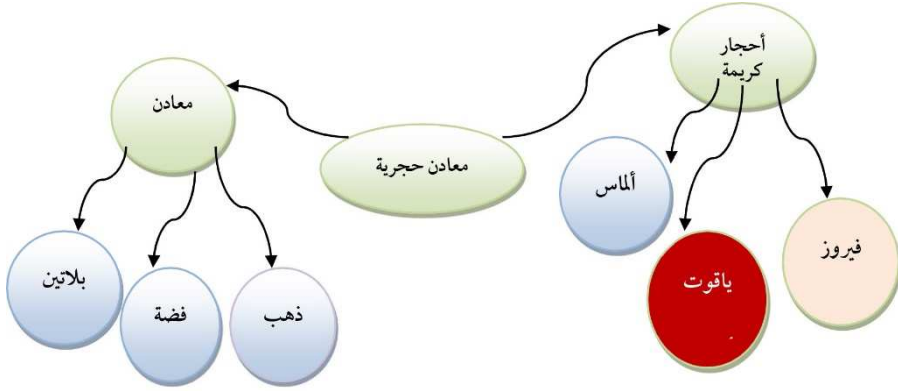 أحجار
كريمة
معادن
معادن حجرية
ألماس
فيروز
ياقوت
بلاتين
فضة
ذهب